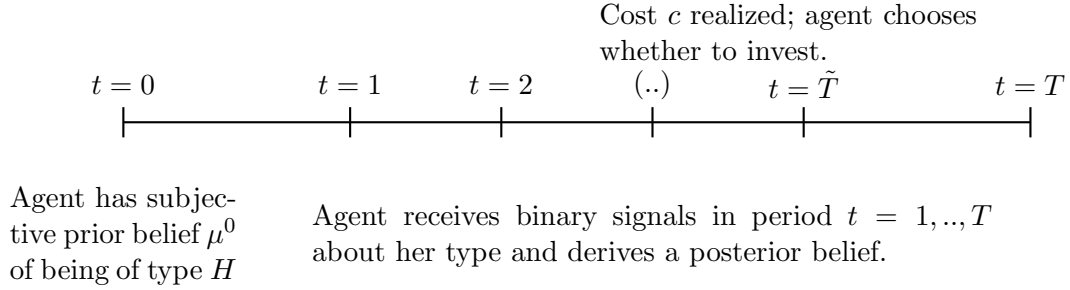 Cost c realized; agent chooses
whether to invest.
t = 0
t = 1
t = 2
(..)
t = T̃
t = T
Agent has subjec-
tive prior belief μ⁰
of being of type H
Agent receives binary signals in period t = 1,..,T
about her type and derives a posterior belief.